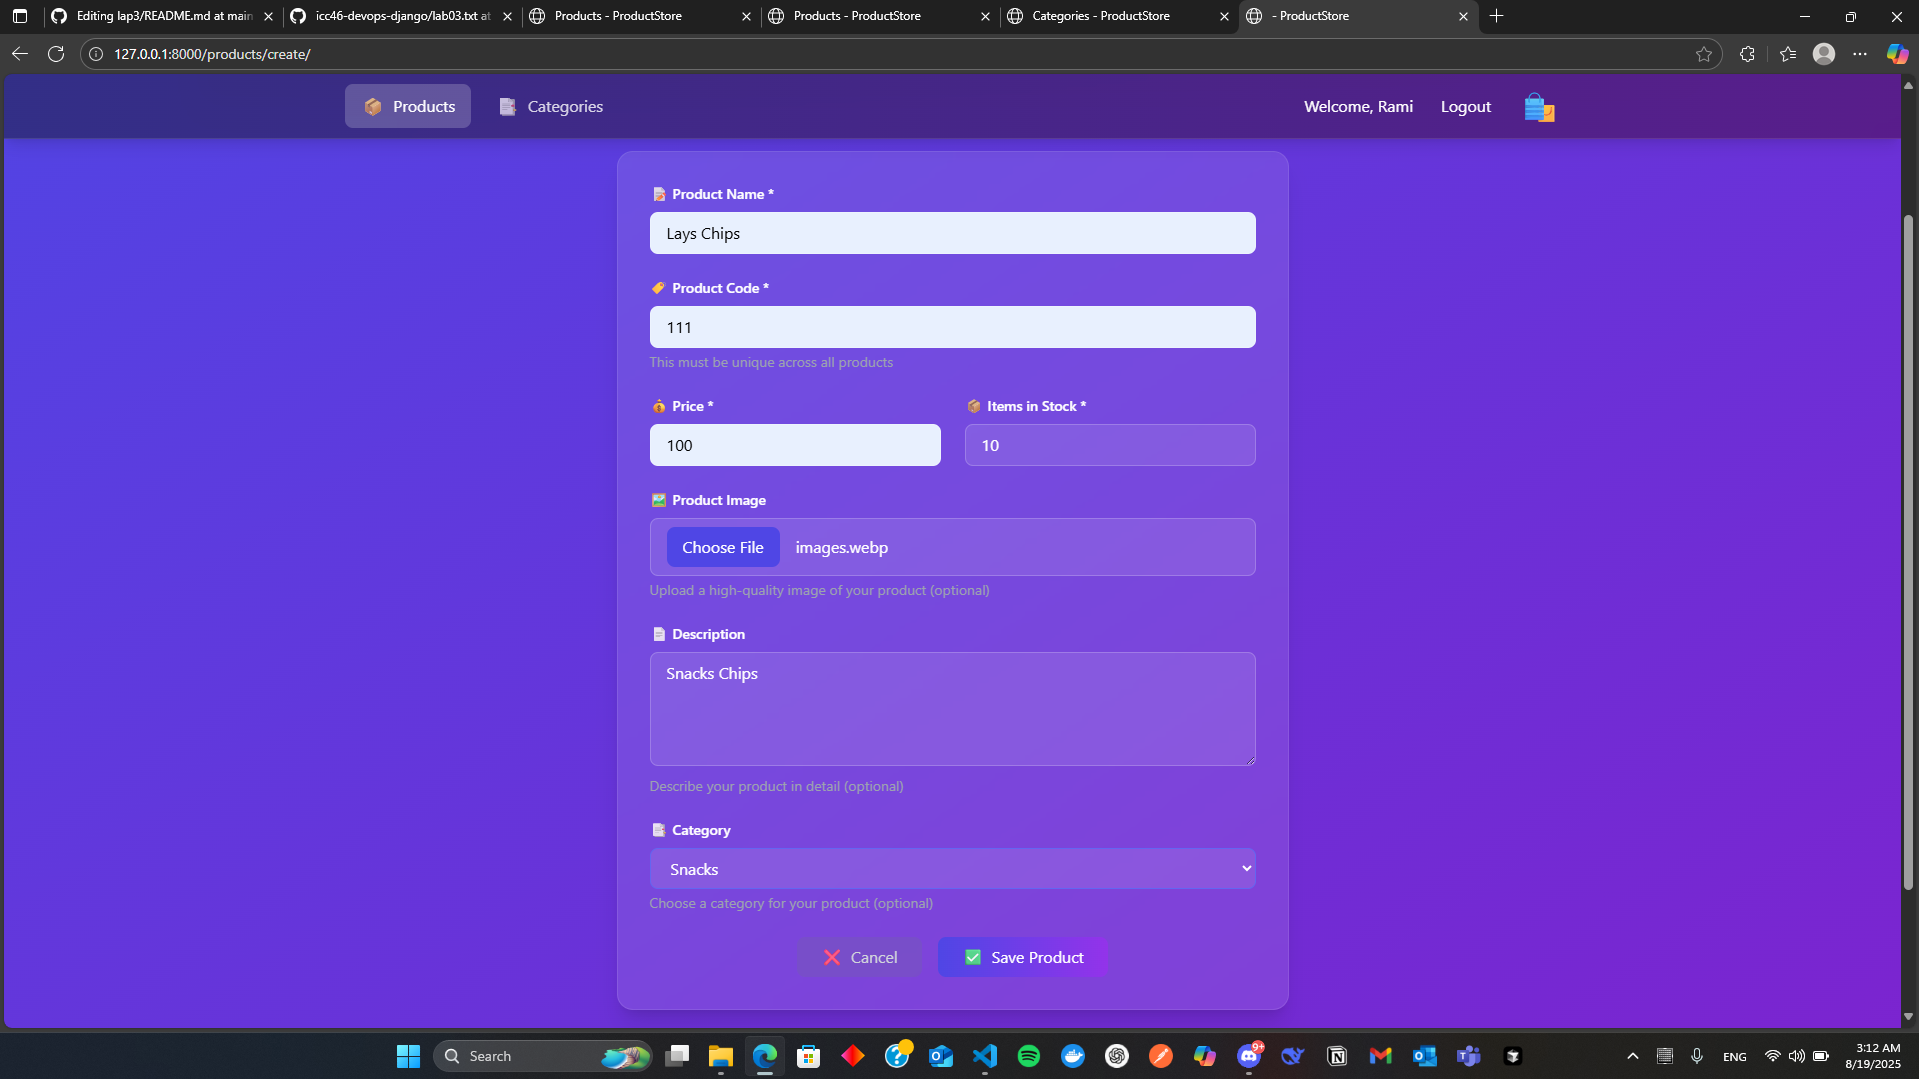 Editing lap3/README.md at main
icc46-devops-django/lab03.txt at
Products - ProductStore
Products - ProductStore
Categories - ProductStore
- ProductStore
127.0.0.1:8000/products/create/
Products
Categories
Welcome, Rami
Logout
Product Name *
Lays Chips
Product Code *
111
This must be unique across all products
Price *
Items in Stock *
100
10
Product Image
Choose File
images.webp
Upload a high-quality image of your product (optional)
Description
Snacks Chips
Describe your product in detail (optional)
Category
Snacks
Choose a category for your product (optional)
Cancel
Save Product
Search
9+
ENG
3:12 AM
8/19/2025